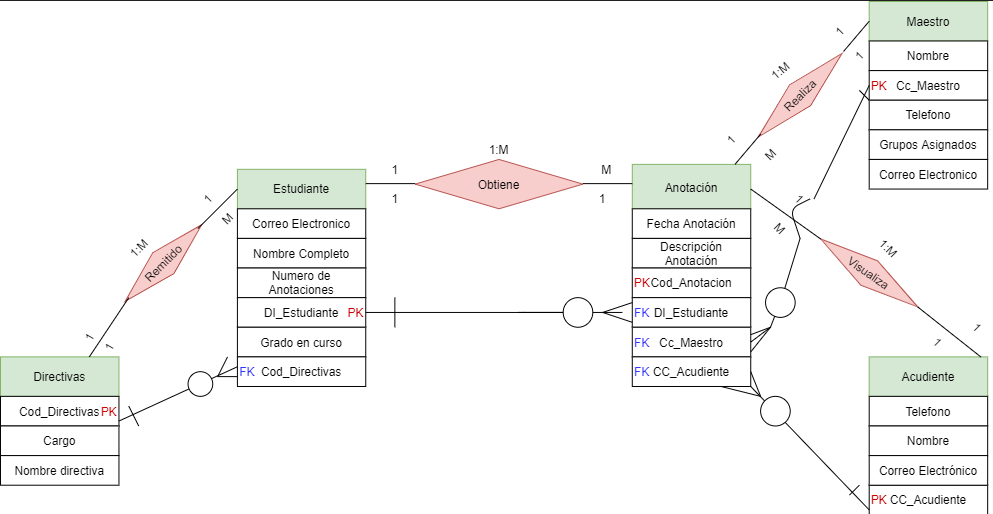 Maestro
Nombre
PK Cc_Maestro
Telefono
Grupos Asignados
Correo Electronico
1
1
1:M
Realiza
1
M
Estudiante
Correo Electronico
Nombre Completo
Numero de
Anotaciones
DI_Estudiante PK
Grado en curso
FK Cod_Directivas
1
1
1:M
Obtiene
M
1
Anotación
Fecha Anotación
Descripción
Anotación
PKCod_Anotacion
FK DI_Estudiante
FK Cc_Maestro
FK CC_Acudiente
1
M
1:M
Visualiza
1
1
1
M
1:M
Remitido
1
1
Directivas
Cod_Directivas PK
Cargo
Nombre directiva
Acudiente
Telefono
Nombre
Correo Electrónico
PK CC_Acudiente